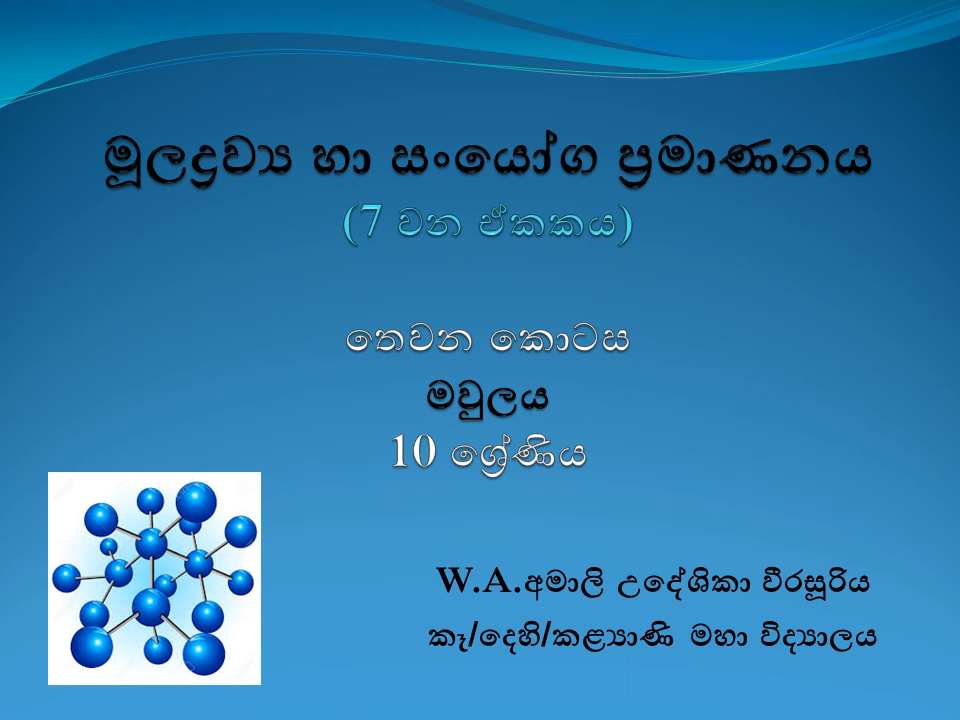 මූලද්‍රව්‍ය හා සංයෝග ප්‍රමාණනය
(7 වන ඒකකය)
තෙවන කොටස
මවුලය
10 ශ්‍රේණිය
W.A.අමාලි උදේශිකා වීරසූරිය
කෑ/දෙහි/කළ්‍යාණි මහා විද්‍යාලය